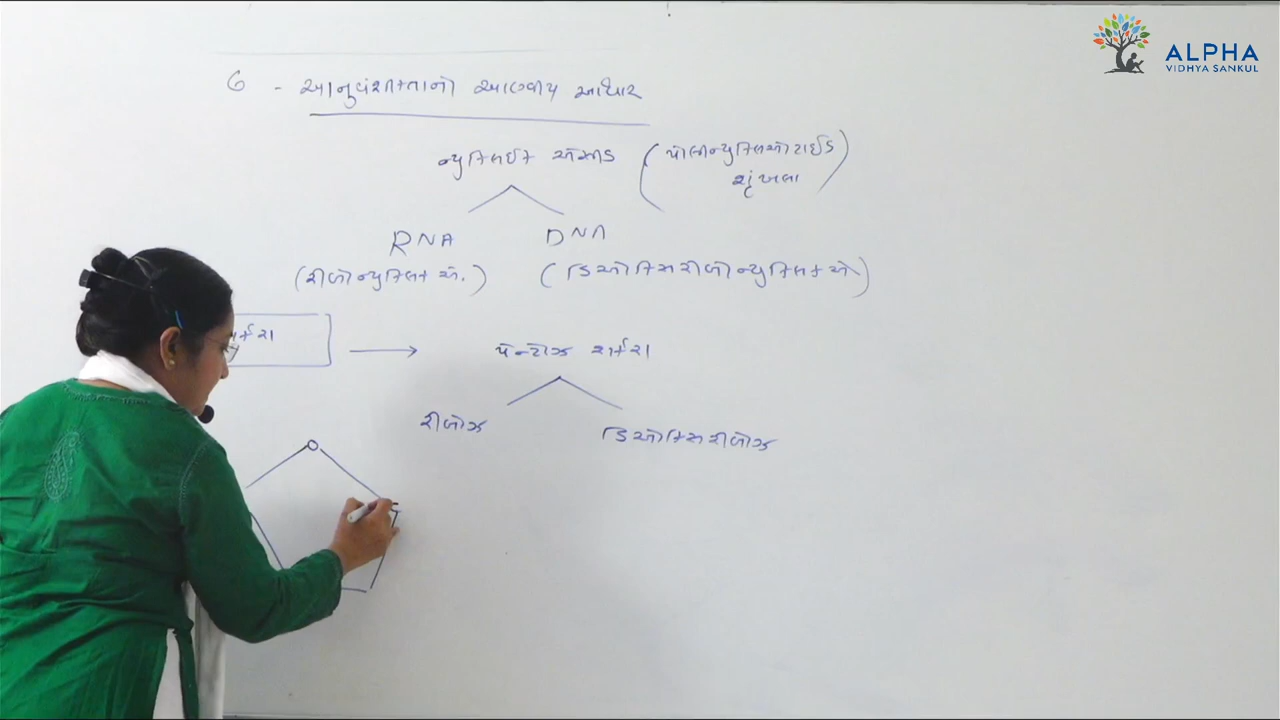 ALPHA
VIDHYA SANKUL
6 - આનુવંશીકતાનો આણ્વીય આધાર
ન્યુક્લિઈક એસીડ (પોલીન્યુક્લિઓટાઈડ
શૃંખલા)
RNA DNA
(રીબોન્યુક્લિક એ.) (ડિઓક્સિરીબોન્યુક્લિક એ)
પેન્ટોઝ શર્કરા
રીબોઝ ડિઓક્સિરીબોઝ
O